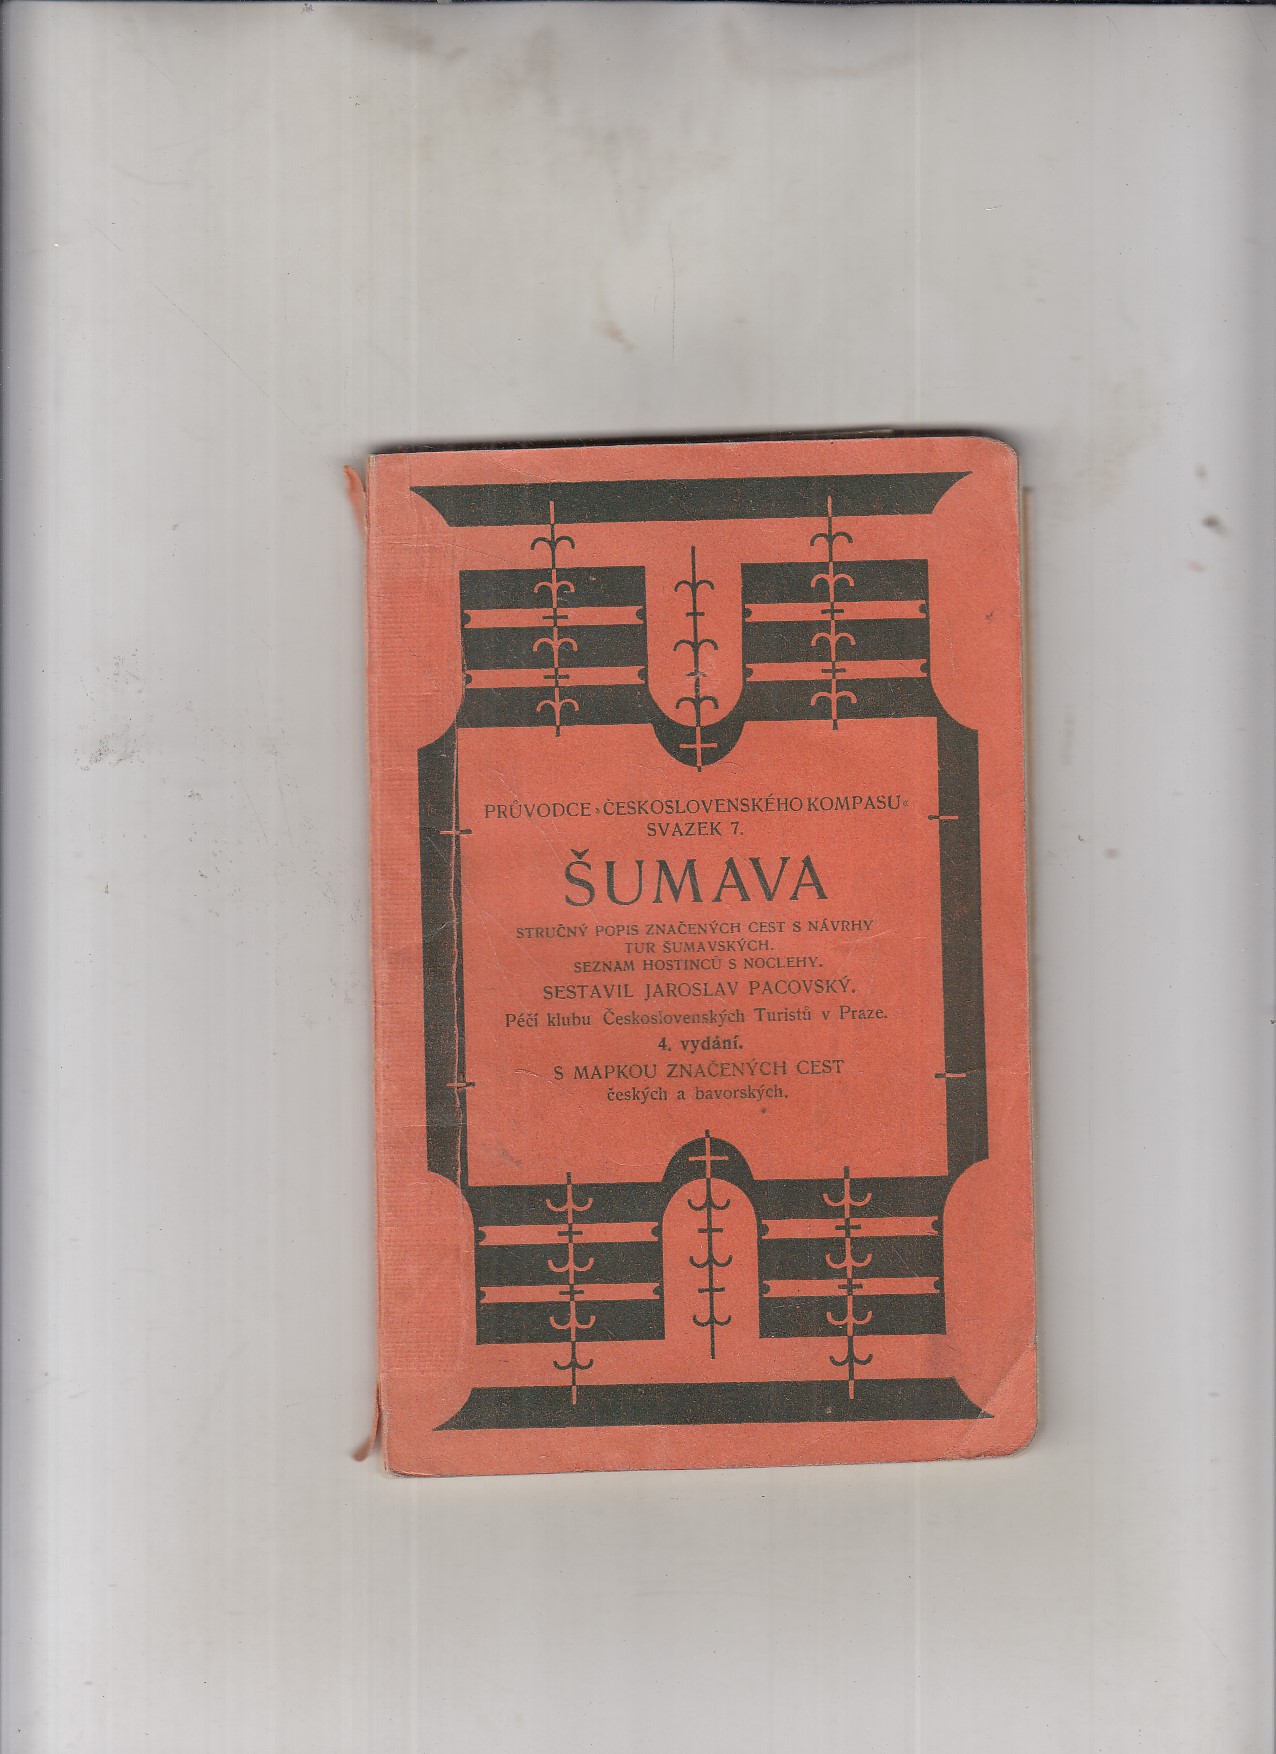 PRŮVODCE »ČESKOSLOVENSKÉHO KOMPASU«
SVAZEK 7.
ŠUMAVA
STRUČNÝ POPIS ZNAČENÝCH CEST S NÁVRHY
TUR ŠUMAVSKÝCH.
SEZNAM HOSTINCŮ S NOCLEHY.
SESTAVIL JAROSLAV PACOVSKÝ.
Péčí klubu Československých Turistů v Praze.
4. vydání.
S MAPKOU ZNAČENÝCH CEST
českých a bavorských.